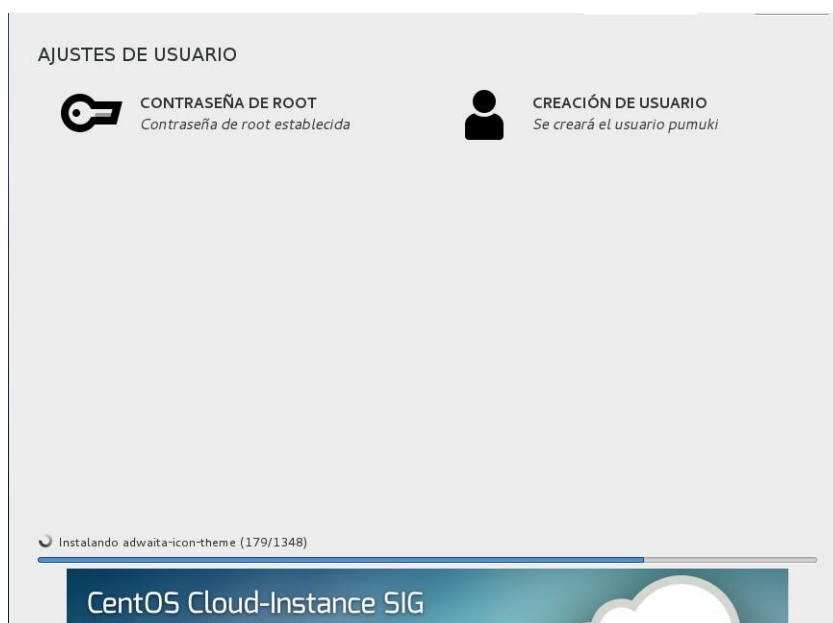 AJUSTES DE USUARIO
CONTRASEÑA DE ROOT
Contraseña de root establecida
CREACIÓN DE USUARIO
Se creará el usuario pumuki
Instalando adwaita-icon-theme (179/1348)
CentOS Cloud-Instance SIG